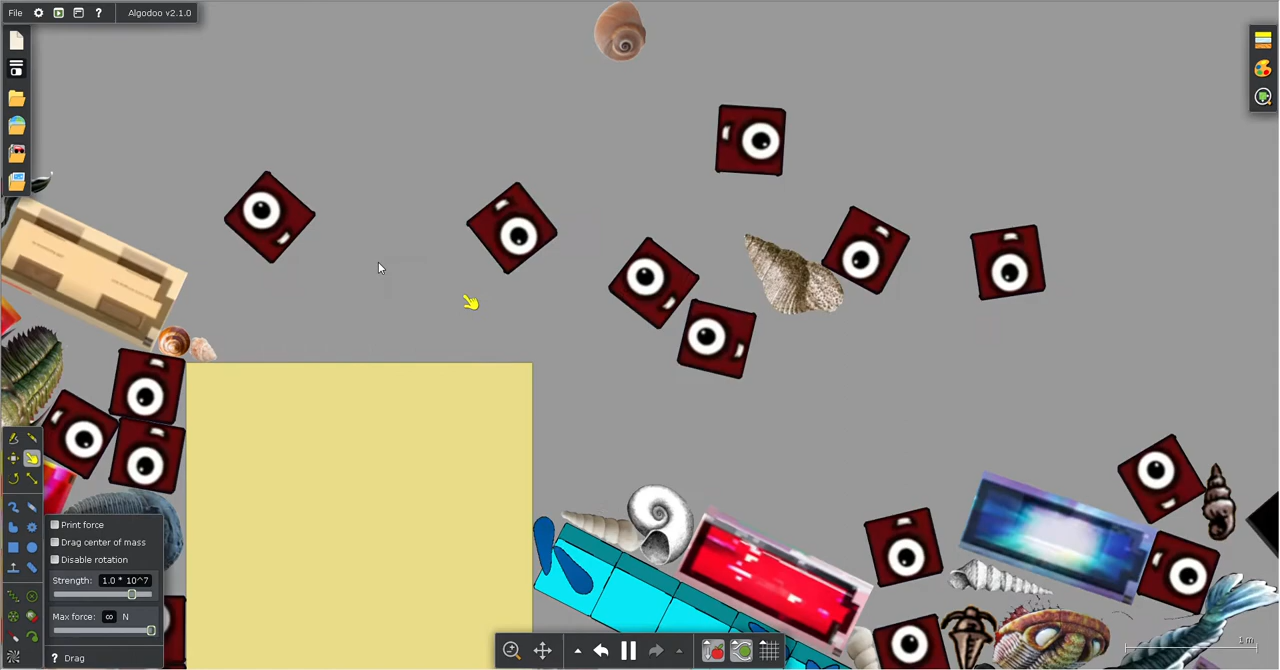 File ? Algodoo v2.1.0
Print force
Drag center of mass
Disable rotation
Strength: 1.0 * 10^7
Max force: ∞ N
? Drag
1 m